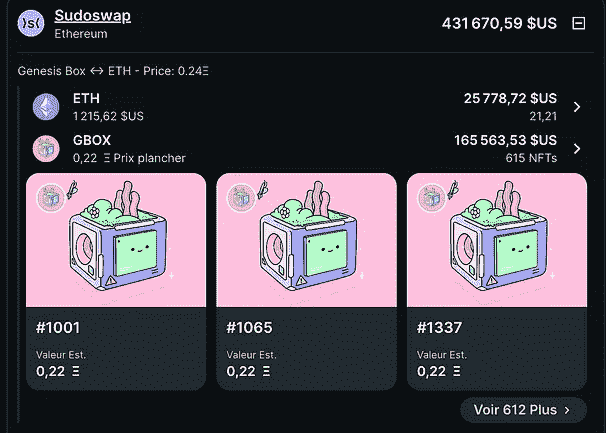 )s(
Sudoswap
Ethereum
431 670,59 $US
Genesis Box <-> ETH - Price: 0.24Ξ
ETH
25 778,72 $US
1 215,62 $US
21,21
GBOX
165 563,53 $US
0,22 Ξ Prix plancher
615 NFTs
#1001
#1065
#1337
Valeur Est.
Valeur Est.
Valeur Est.
0,22 Ξ
0,22 Ξ
0,22 Ξ
Voir 612 Plus >